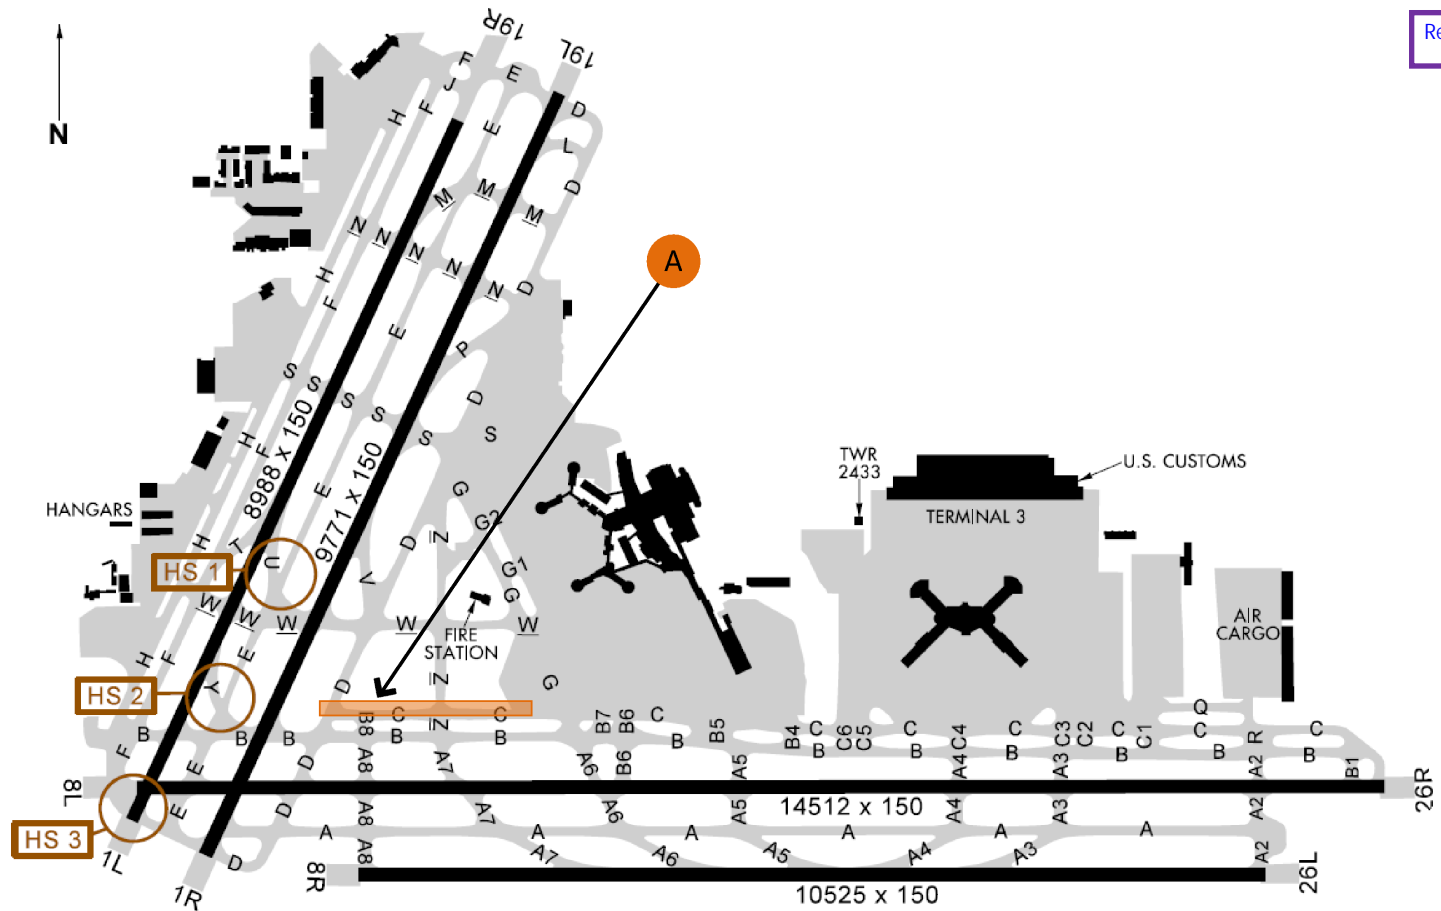 Re
N
A
19R
19L
F
E
D
J
H
F
E
L
D
M
M
M
N
N
N
N
N
D
H
F
E
P
S
S
S
S
S
D
S
8988 x 150
9771 x 150
H
F
E
G
G2
G1
G
Z
D
V
TWR
2433
U.S. CUSTOMS
TERMINAL 3
HANGARS
H
T
U
HS 1
W
W
W
W
W
FIRE
STATION
AIR
CARGO
H
F
E
HS 2
Y
D
Z
G
B8
C
Z
C
B7
B6
C
B5
B4
C
C6
C5
C
C4
C
C3
C2
C
C1
Q
C
R
C
B
B
B
B
B
B
B
B
B
B
B
B
B1
F
E
D
A8
A7
A6
B6
A5
A4
A3
A2
8L
26R
14512 x 150
HS 3
E
D
A8
A7
A6
A5
A4
A3
A2
A
A
A
A
A
A
1L
D
A8
A7
A6
A5
A4
A3
A2
1R
8R
26L
10525 x 150